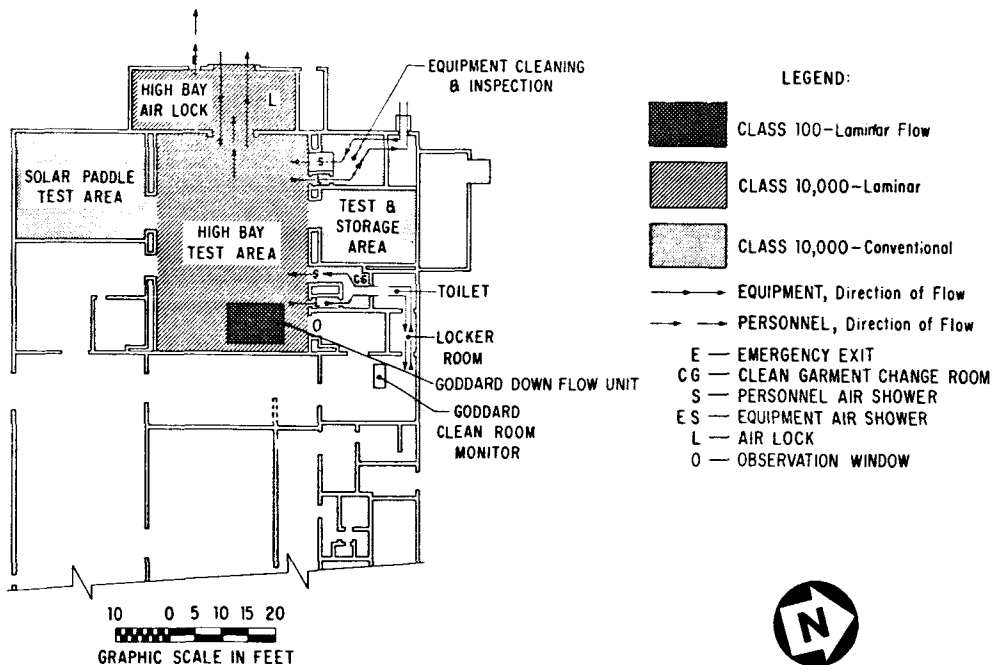 E
HIGH BAY
AIR LOCK
L
EQUIPMENT CLEANING
& INSPECTION
SOLAR PADDLE
TEST AREA
S
TEST &
STORAGE
AREA
HIGH BAY
TEST AREA
S
CG
TOILET
O
LOCKER
ROOM
GODDARD DOWN FLOW UNIT
GODDARD
CLEAN ROOM
MONITOR
10 0 5 10 15 20
GRAPHIC SCALE IN FEET
LEGEND:
CLASS 100-Laminar Flow
CLASS 10,000-Laminar
CLASS 10,000-Conventional
EQUIPMENT, Direction of Flow
PERSONNEL, Direction of Flow
E — EMERGENCY EXIT
CG — CLEAN GARMENT CHANGE ROOM
S — PERSONNEL AIR SHOWER
ES — EQUIPMENT AIR SHOWER
L — AIR LOCK
O — OBSERVATION WINDOW
N